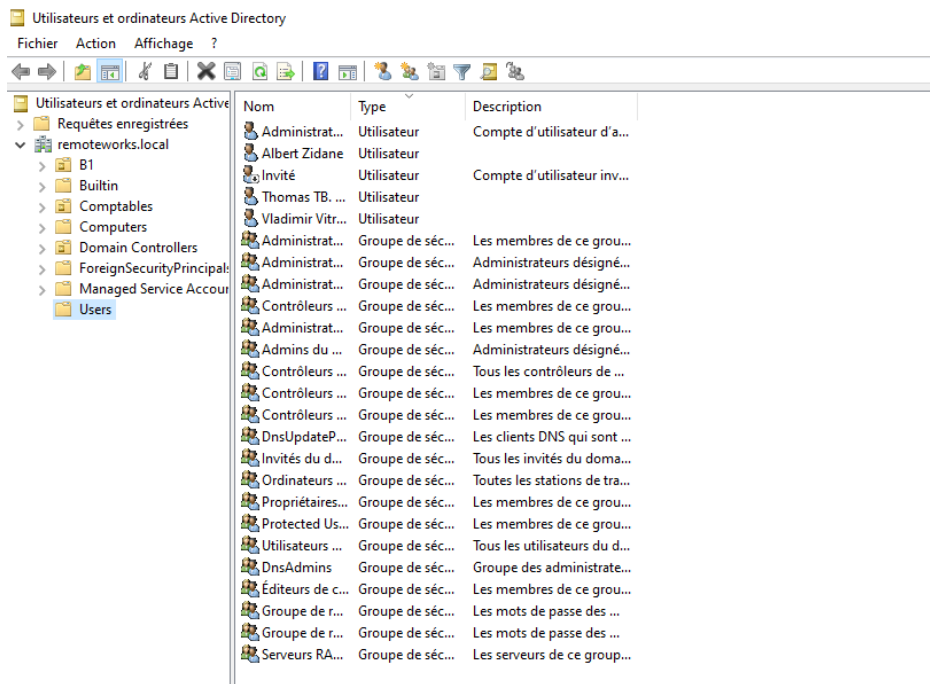 Utilisateurs et ordinateurs Active Directory
Fichier Action Affichage ?
Utilisateurs et ordinateurs Active
Requêtes enregistrées
remoteworks.local
B1
Builtin
Comptables
Computers
Domain Controllers
ForeignSecurityPrincipals
Managed Service Accour
Users
Nom Type Description
Administrat... Utilisateur Compte d'utilisateur d'a...
Albert Zidane Utilisateur
Invité Utilisateur Compte d'utilisateur inv...
Thomas TB. ... Utilisateur
Vladimir Vitr... Utilisateur
Administrat... Groupe de séc... Les membres de ce grou...
Administrat... Groupe de séc... Administrateurs désigné...
Administrat... Groupe de séc... Administrateurs désigné...
Contrôleurs ... Groupe de séc... Les membres de ce grou...
Administrat... Groupe de séc... Les membres de ce grou...
Admins du ... Groupe de séc... Administrateurs désigné...
Contrôleurs ... Groupe de séc... Tous les contrôleurs de ...
Contrôleurs ... Groupe de séc... Les membres de ce grou...
Contrôleurs ... Groupe de séc... Les membres de ce grou...
DnsUpdateP... Groupe de séc... Les clients DNS qui sont ...
Invités du d... Groupe de séc... Tous les invités du doma...
Ordinateurs ... Groupe de séc... Toutes les stations de tra...
Propriétaires... Groupe de séc... Les membres de ce grou...
Protected Us... Groupe de séc... Les membres de ce grou...
Utilisateurs ... Groupe de séc... Tous les utilisateurs du d...
DnsAdmins Groupe de séc... Groupe des administrate...
Éditeurs de c... Groupe de séc... Les membres de ce grou...
Groupe de r... Groupe de séc... Les mots de passe des ...
Groupe de r... Groupe de séc... Les mots de passe des ...
Serveurs RA... Groupe de séc... Les serveurs de ce group...